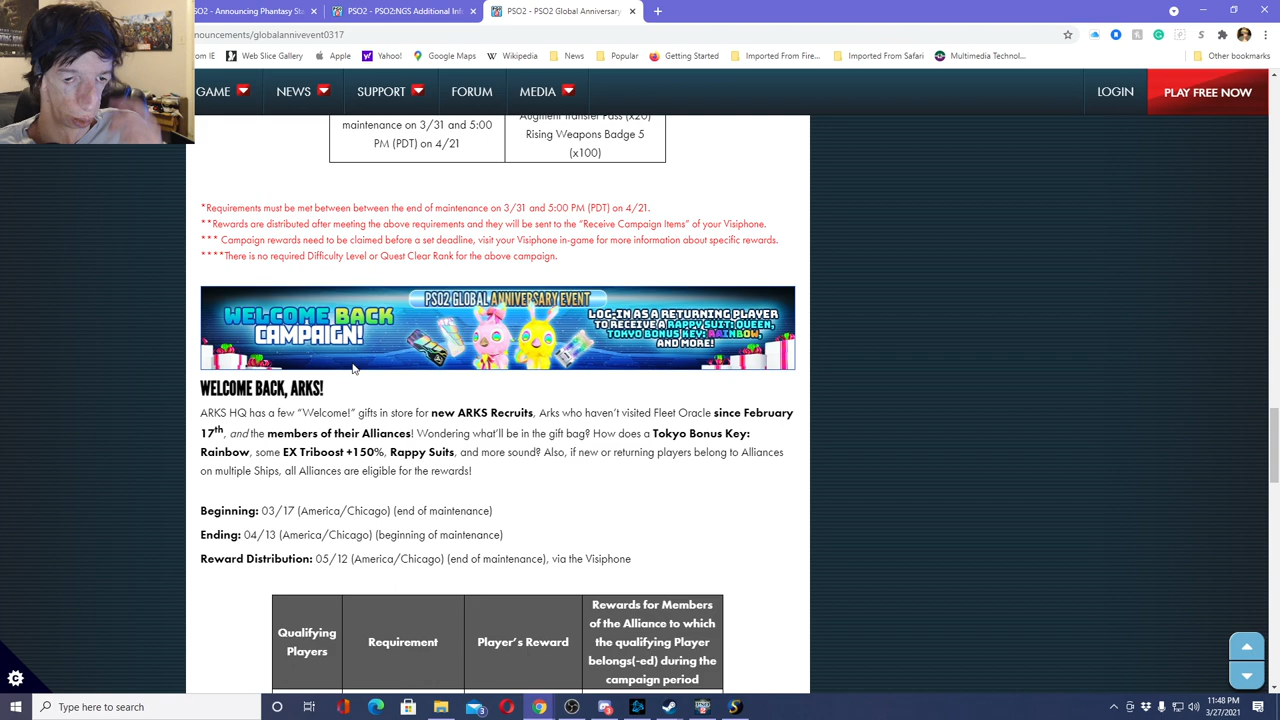 PSO2 - Announcing Phantasy Sta
PSO2 - PSO2:NGS Additional Inf
PSO2 - PSO2 Global Anniversary
nouncements/globalannivevent0317
om IE
Web Slice Gallery
Apple
Yahoo!
Google Maps
Wikipedia
News
Popular
Getting Started
Imported From Fire...
Imported From Safari
Multimedia Technol...
Other bookmarks
GAME
NEWS
SUPPORT
FORUM
MEDIA
LOGIN
PLAY FREE NOW
maintenance on 3/31 and 5:00
PM (PDT) on 4/21
Augment Transfer Pass (x20)
Rising Weapons Badge 5
(x100)
*Requirements must be met between between the end of maintenance on 3/31 and 5:00 PM (PDT) on 4/21.
**Rewards are distributed after meeting the above requirements and they will be sent to the “Receive Campaign Items” of your Visiphone.
*** Campaign rewards need to be claimed before a set deadline, visit your Visiphone in-game for more information about specific rewards.
****There is no required Difficulty Level or Quest Clear Rank for the above campaign.
PSO2 GLOBAL ANNIVERSARY EVENT
WELCOME BACK
CAMPAIGN!
LOG-IN AS A RETURNING PLAYER
TO RECEIVE A RAPPY SUIT: QUEEN,
TOKYO BONUS KEY: RAINBOW,
AND MORE!
WELCOME BACK, ARKS!
ARKS HQ has a few “Welcome!” gifts in store for new ARKS Recruits, Arks who haven’t visited Fleet Oracle since February
17th, and the members of their Alliances! Wondering what’ll be in the gift bag? How does a Tokyo Bonus Key:
Rainbow, some EX Triboost +150%, Rappy Suits, and more sound? Also, if new or returning players belong to Alliances
on multiple Ships, all Alliances are eligible for the rewards!
Beginning: 03/17 (America/Chicago) (end of maintenance)
Ending: 04/13 (America/Chicago) (beginning of maintenance)
Reward Distribution: 05/12 (America/Chicago) (end of maintenance), via the Visiphone
Qualifying
Players
Requirement
Player’s Reward
Rewards for Members
of the Alliance to which
the qualifying Player
belongs(-ed) during the
campaign period
Type here to search
11:48 PM
3/27/2021